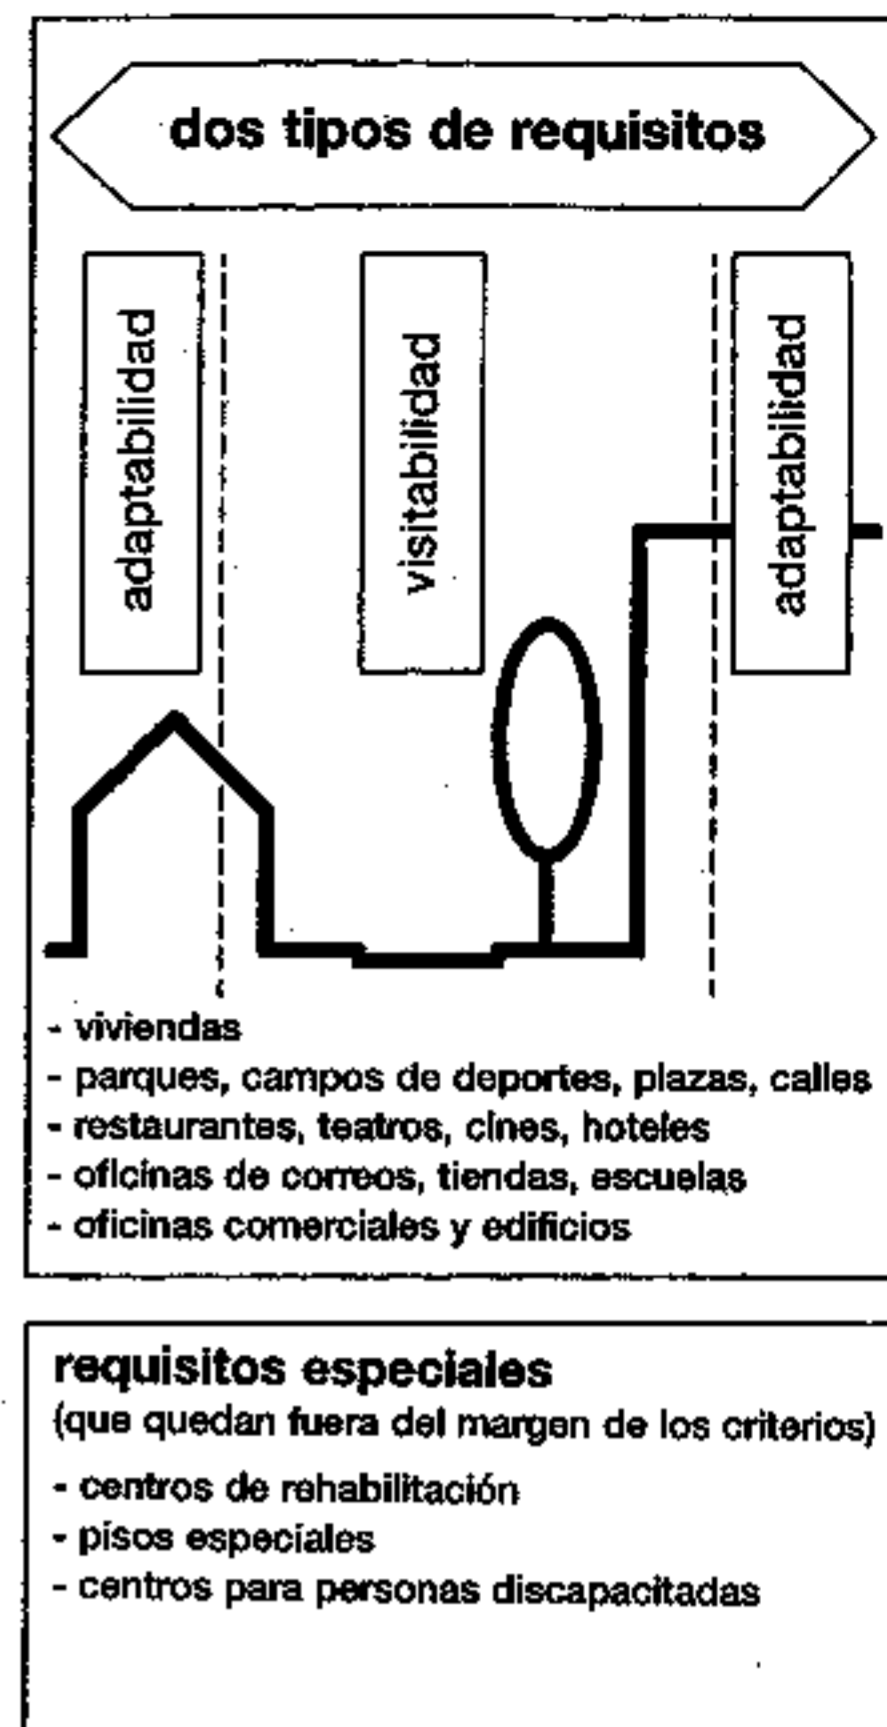 dos tipos de requisitos
adaptabilidad
visitabilidad
adaptabilidad
- viviendas
- parques, campos de deportes, plazas, calles
- restaurantes, teatros, cines, hoteles
- oficinas de correos, tiendas, escuelas
- oficinas comerciales y edificios
requisitos especiales
(que quedan fuera del margen de los criterios)
- centros de rehabilitación
- pisos especiales
- centros para personas discapacitadas